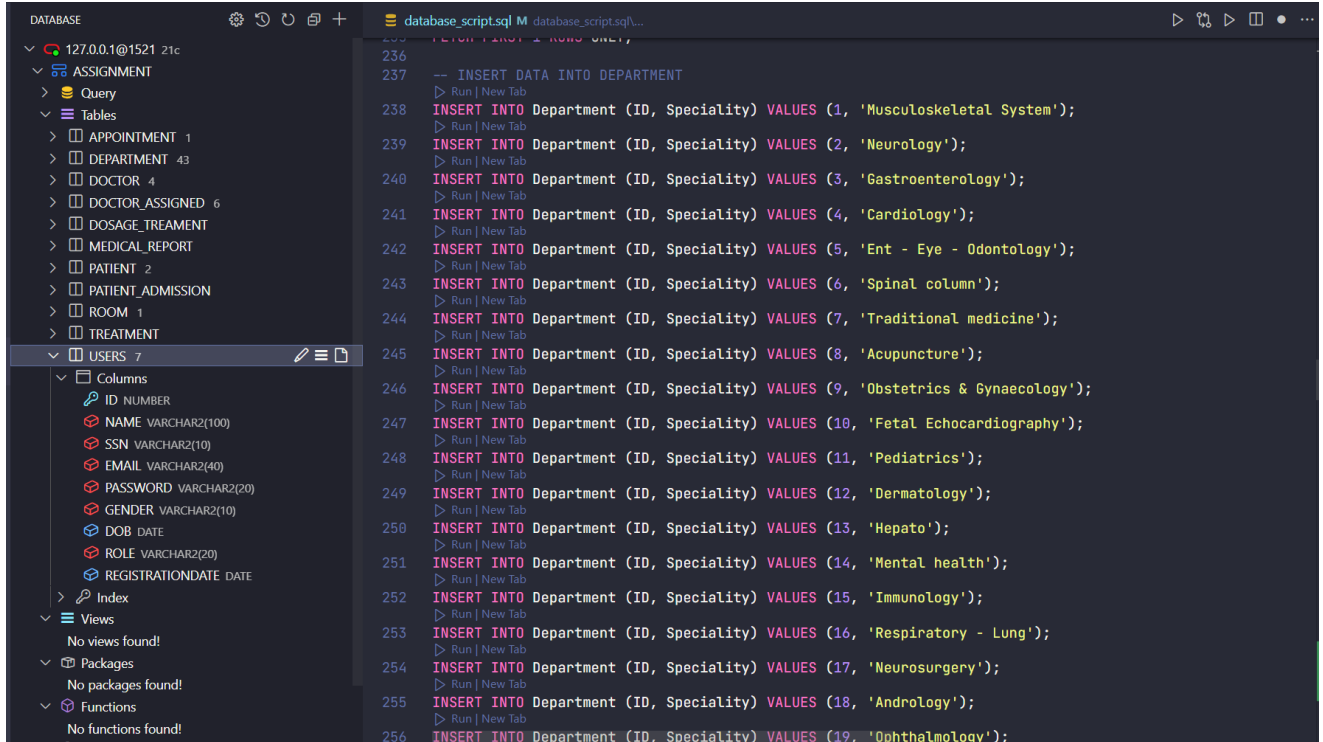 DATABASE
127.0.0.1@1521 21c
ASSIGNMENT
Query
Tables
APPOINTMENT 1
DEPARTMENT 43
DOCTOR 4
DOCTOR_ASSIGNED 6
DOSAGE_TREAMENT
MEDICAL_REPORT
PATIENT 2
PATIENT_ADMISSION
ROOM 1
TREATMENT
USERS 7
Columns
ID NUMBER
NAME VARCHAR2(100)
SSN VARCHAR2(10)
EMAIL VARCHAR2(40)
PASSWORD VARCHAR2(20)
GENDER VARCHAR2(10)
DOB DATE
ROLE VARCHAR2(20)
REGISTRATIONDATE DATE
Index
Views
No views found!
Packages
No packages found!
Functions
No functions found!
database_script.sql M database_script.sql\...
235 FETCH FIRST 1 ROWS ONLY;
236
237 -- INSERT DATA INTO DEPARTMENT
Run | New Tab
238 INSERT INTO Department (ID, Speciality) VALUES (1, 'Musculoskeletal System');
Run | New Tab
239 INSERT INTO Department (ID, Speciality) VALUES (2, 'Neurology');
Run | New Tab
240 INSERT INTO Department (ID, Speciality) VALUES (3, 'Gastroenterology');
Run | New Tab
241 INSERT INTO Department (ID, Speciality) VALUES (4, 'Cardiology');
Run | New Tab
242 INSERT INTO Department (ID, Speciality) VALUES (5, 'Ent - Eye - Odontology');
Run | New Tab
243 INSERT INTO Department (ID, Speciality) VALUES (6, 'Spinal column');
Run | New Tab
244 INSERT INTO Department (ID, Speciality) VALUES (7, 'Traditional medicine');
Run | New Tab
245 INSERT INTO Department (ID, Speciality) VALUES (8, 'Acupuncture');
Run | New Tab
246 INSERT INTO Department (ID, Speciality) VALUES (9, 'Obstetrics & Gynaecology');
Run | New Tab
247 INSERT INTO Department (ID, Speciality) VALUES (10, 'Fetal Echocardiography');
Run | New Tab
248 INSERT INTO Department (ID, Speciality) VALUES (11, 'Pediatrics');
Run | New Tab
249 INSERT INTO Department (ID, Speciality) VALUES (12, 'Dermatology');
Run | New Tab
250 INSERT INTO Department (ID, Speciality) VALUES (13, 'Hepato');
Run | New Tab
251 INSERT INTO Department (ID, Speciality) VALUES (14, 'Mental health');
Run | New Tab
252 INSERT INTO Department (ID, Speciality) VALUES (15, 'Immunology');
Run | New Tab
253 INSERT INTO Department (ID, Speciality) VALUES (16, 'Respiratory - Lung');
Run | New Tab
254 INSERT INTO Department (ID, Speciality) VALUES (17, 'Neurosurgery');
Run | New Tab
255 INSERT INTO Department (ID, Speciality) VALUES (18, 'Andrology');
Run | New Tab
256 INSERT INTO Department (ID, Speciality) VALUES (19, 'Ophthalmology');